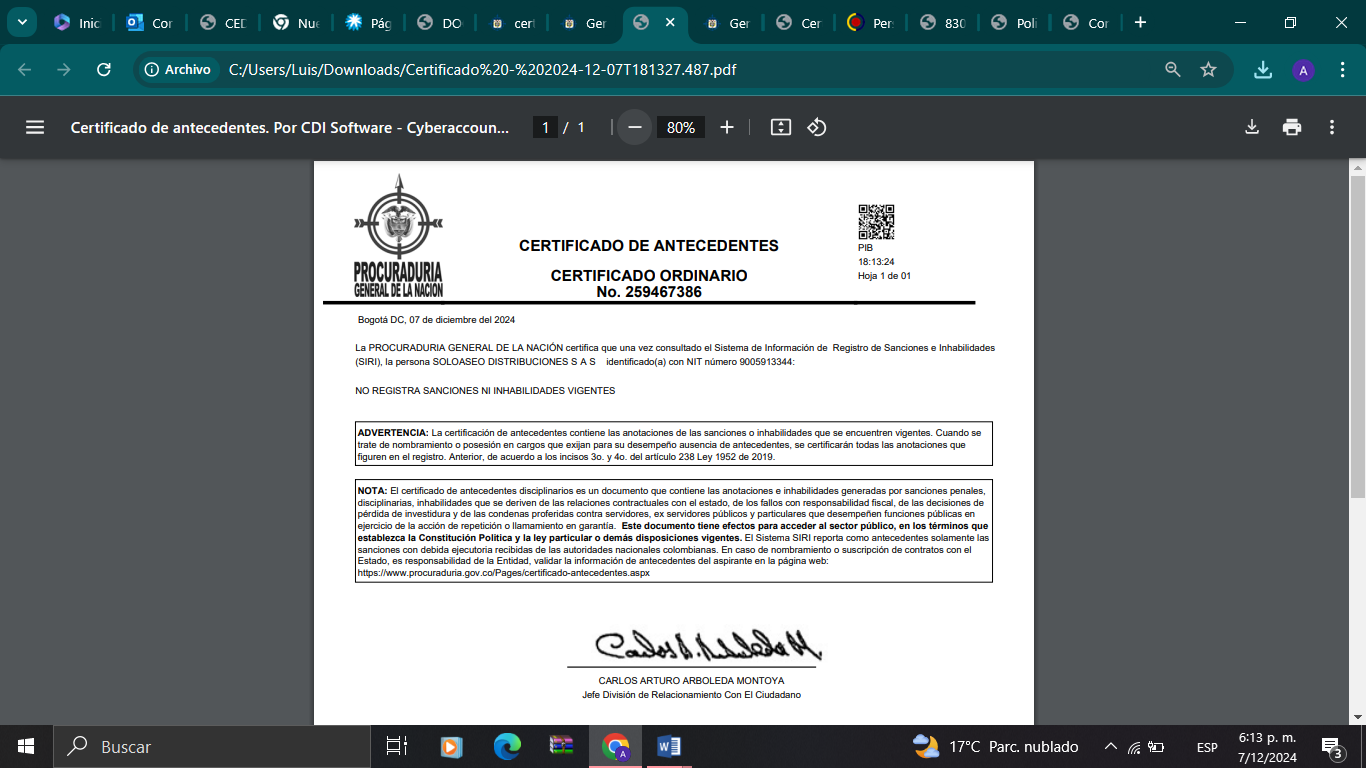 Inic
Cor
CED
Nue
Pág
DO
cert
Ger
Ger
Cer
Per
830
Poli
Cor
Archivo
C:/Users/Luis/Downloads/Certificado%20-%202024-12-07T181327.487.pdf
A
Certificado de antecedentes. Por CDI Software - Cyberaccoun...
1 / 1
80%
PROCURADURIA
GENERAL DE LA NACIÓN
CERTIFICADO DE ANTECEDENTES
CERTIFICADO ORDINARIO
No. 259467386
PIB
18:13:24
Hoja 1 de 01
Bogotá DC, 07 de diciembre del 2024
La PROCURADURIA GENERAL DE LA NACIÓN certifica que una vez consultado el Sistema de Información de Registro de Sanciones e Inhabilidades
(SIRI), la persona SOLOASEO DISTRIBUCIONES S A S identificado(a) con NIT número 9005913344:
NO REGISTRA SANCIONES NI INHABILIDADES VIGENTES
ADVERTENCIA: La certificación de antecedentes contiene las anotaciones de las sanciones o inhabilidades que se encuentren vigentes. Cuando se
trate de nombramiento o posesión en cargos que exijan para su desempeño ausencia de antecedentes, se certificarán todas las anotaciones que
figuren en el registro. Anterior, de acuerdo a los incisos 3o. y 4o. del artículo 238 Ley 1952 de 2019.
NOTA: El certificado de antecedentes disciplinarios es un documento que contiene las anotaciones e inhabilidades generadas por sanciones penales,
disciplinarias, inhabilidades que se deriven de las relaciones contractuales con el estado, de los fallos con responsabilidad fiscal, de las decisiones de
pérdida de investidura y de las condenas proferidas contra servidores, ex servidores públicos y particulares que desempeñen funciones públicas en
ejercicio de la acción de repetición o llamamiento en garantía. Este documento tiene efectos para acceder al sector público, en los términos que
establezca la Constitución Política y la ley particular o demás disposiciones vigentes. El Sistema SIRI reporta como antecedentes solamente las
sanciones con debida ejecutoria recibidas de las autoridades nacionales colombianas. En caso de nombramiento o suscripción de contratos con el
Estado, es responsabilidad de la Entidad, validar la información de antecedentes del aspirante en la página web:
https://www.procuraduria.gov.co/Pages/certificado-antecedentes.aspx
CARLOS ARTURO ARBOLEDA MONTOYA
Jefe División de Relacionamiento Con El Ciudadano
Buscar
17°C Parc. nublado
ESP
6:13 p. m.
7/12/2024
3